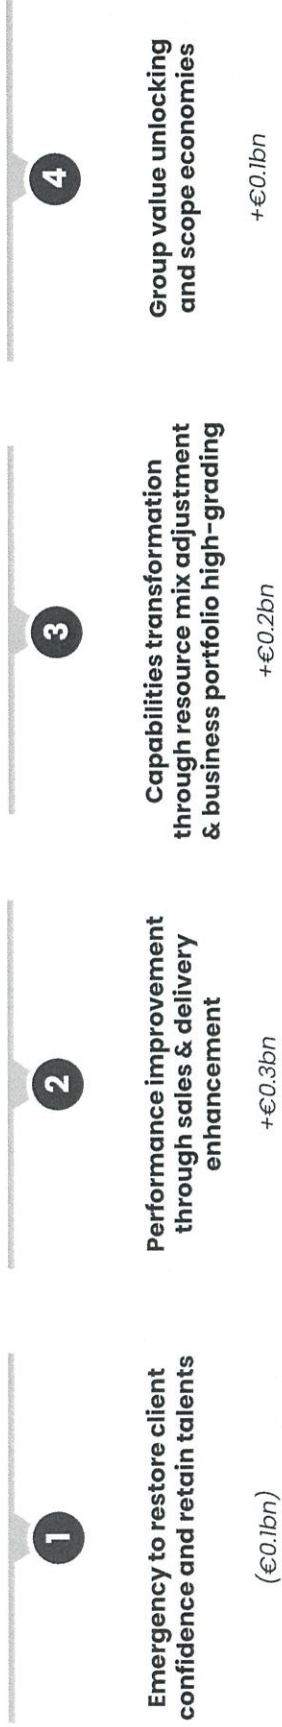 1
Emergency to restore client
confidence and retain talents
(€0.1bn)
2
Performance improvement
through sales & delivery
enhancement
+€0.3bn
3
Capabilities transformation
through resource mix adjustment
& business portfolio high-grading
+€0.2bn
4
Group value unlocking
and scope economies
+€0.1bn